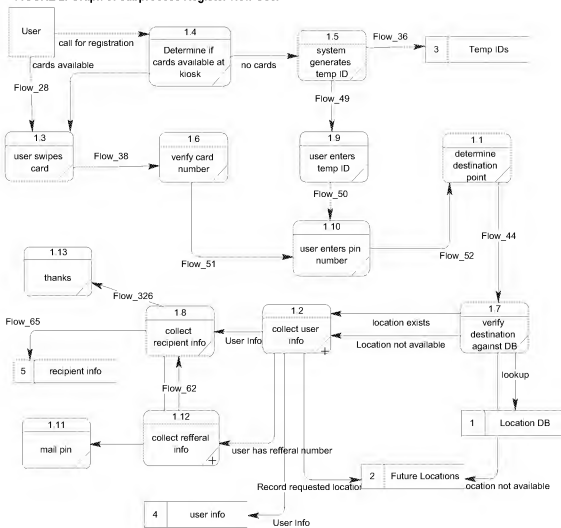 User
call for registration
cards available
Flow_28
1.4
Determine if
cards available at
kiosk
no cards
1.5
system
generates
temp ID
Flow_36
3 Temp IDs
Flow_49
1.3
user swipes
card
Flow_38
1.6
verify card
number
1.9
user enters
temp ID
1.1
determine
destination
point
Flow_50
1.10
user enters pin
number
Flow_51
Flow_52
Flow_44
1.13
thanks
Flow_326
Flow_65
1.8
collect
recipient info
User Info
1.2
collect user
info
location exists
Location not available
1.7
verify
destination
against DB
5 recipient info
Flow_62
lookup
1.11
mail pin
1.12
collect refferal
info
user has refferal number
1 Location DB
2 Future Locations
Record requested location
ocation not available
4 user info
User Info